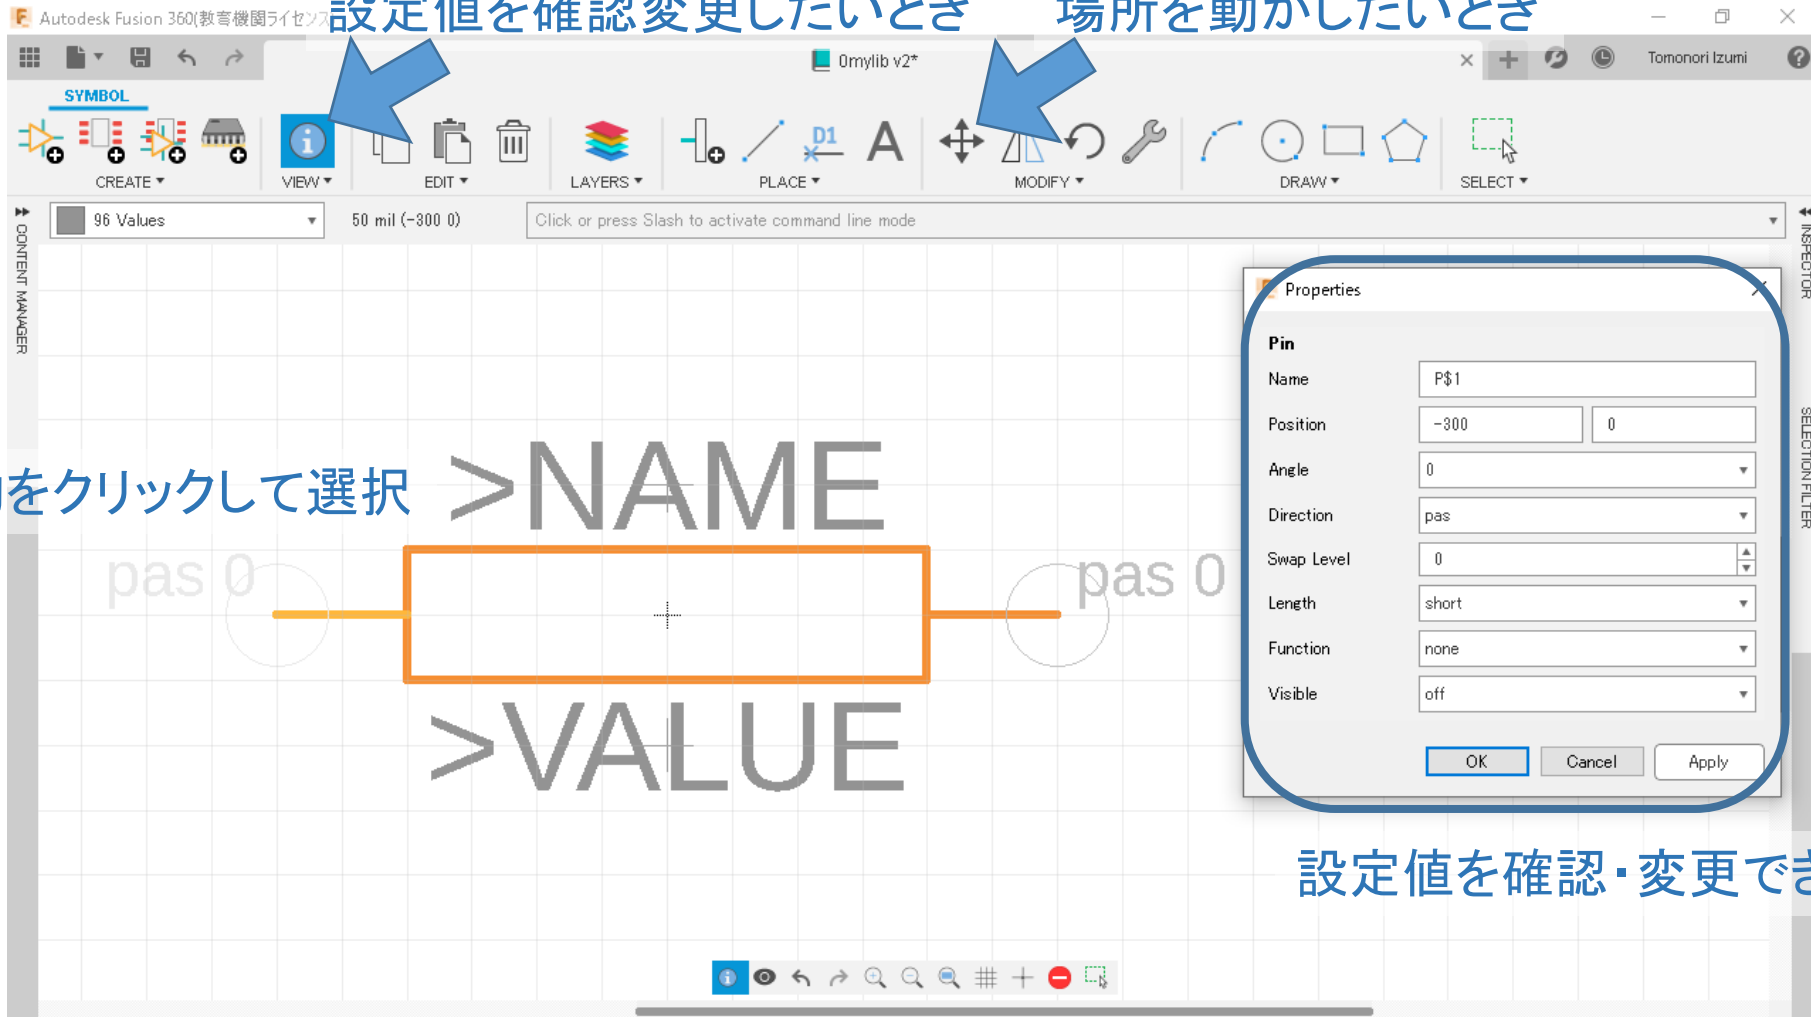 設定値を確認変更したいとき
場所を動かしたいとき
Autodesk Fusion 360(教育機関ライセンス
0mylib v2*
Tomonori Izumi
SYMBOL
D1
A
CREATE
VIEW
EDIT
LAYERS
PLACE
MODIFY
DRAW
SELECT
96 Values
50 mil (-300 0)
Click or press Slash to activate command line mode
CONTENT MANAGER
INSPECTOR
SELECTION FILTER
をクリックして選択
>NAME
pas 0
pas 0
>VALUE
Properties
Pin
Name
P$1
Position
-300
0
Angle
0
Direction
pas
Swap Level
0
Length
short
Function
none
Visible
off
OK
Cancel
Apply
設定値を確認・変更でき